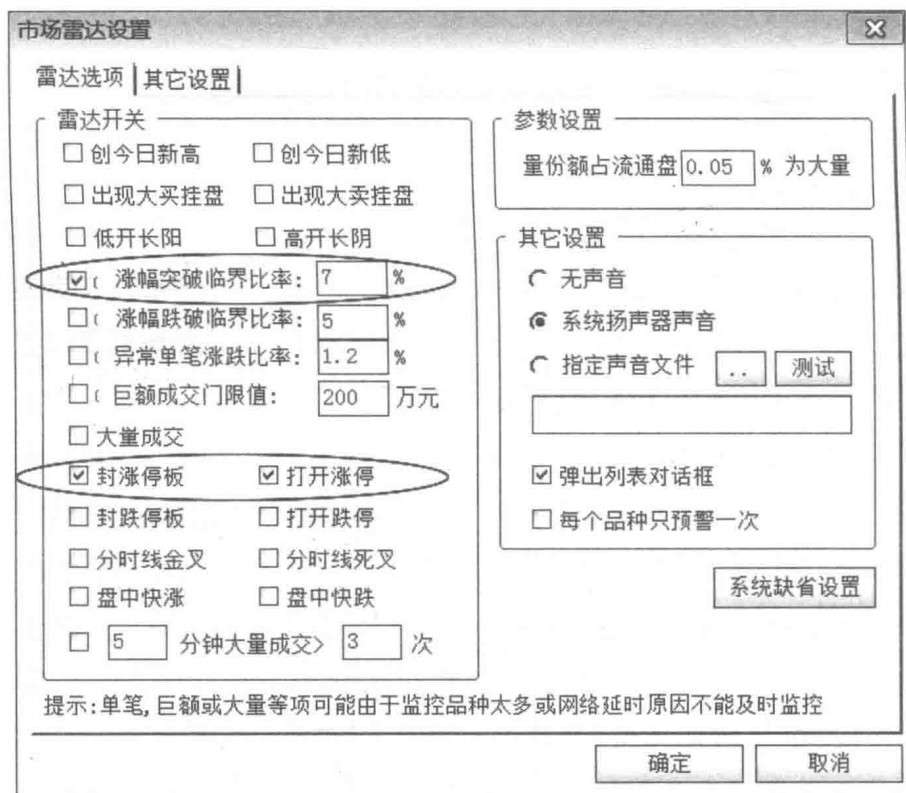 市场雷达设置
雷达选项 其它设置
雷达开关
创今日新高 创今日新低
出现大买挂盘 出现大卖挂盘
低开长阳 高开长阴
( 涨幅突破临界比率: 7 %
( 涨幅跌破临界比率: 5 %
( 异常单笔涨跌比率: 1.2 %
( 巨额成交门限值: 200 万元
大量成交
封涨停板 打开涨停
封跌停板 打开跌停
分时线金叉 分时线死叉
盘中快涨 盘中快跌
5 分钟大量成交> 3 次
参数设置
量份额占流通盘 0.05 % 为大量
其它设置
无声音
系统扬声器声音
指定声音文件 .. 测试
弹出列表对话框
每个品种只预警一次
系统缺省设置
提示:单笔,巨额或大量等项可能由于监控品种太多或网络延时原因不能及时监控
确定 取消